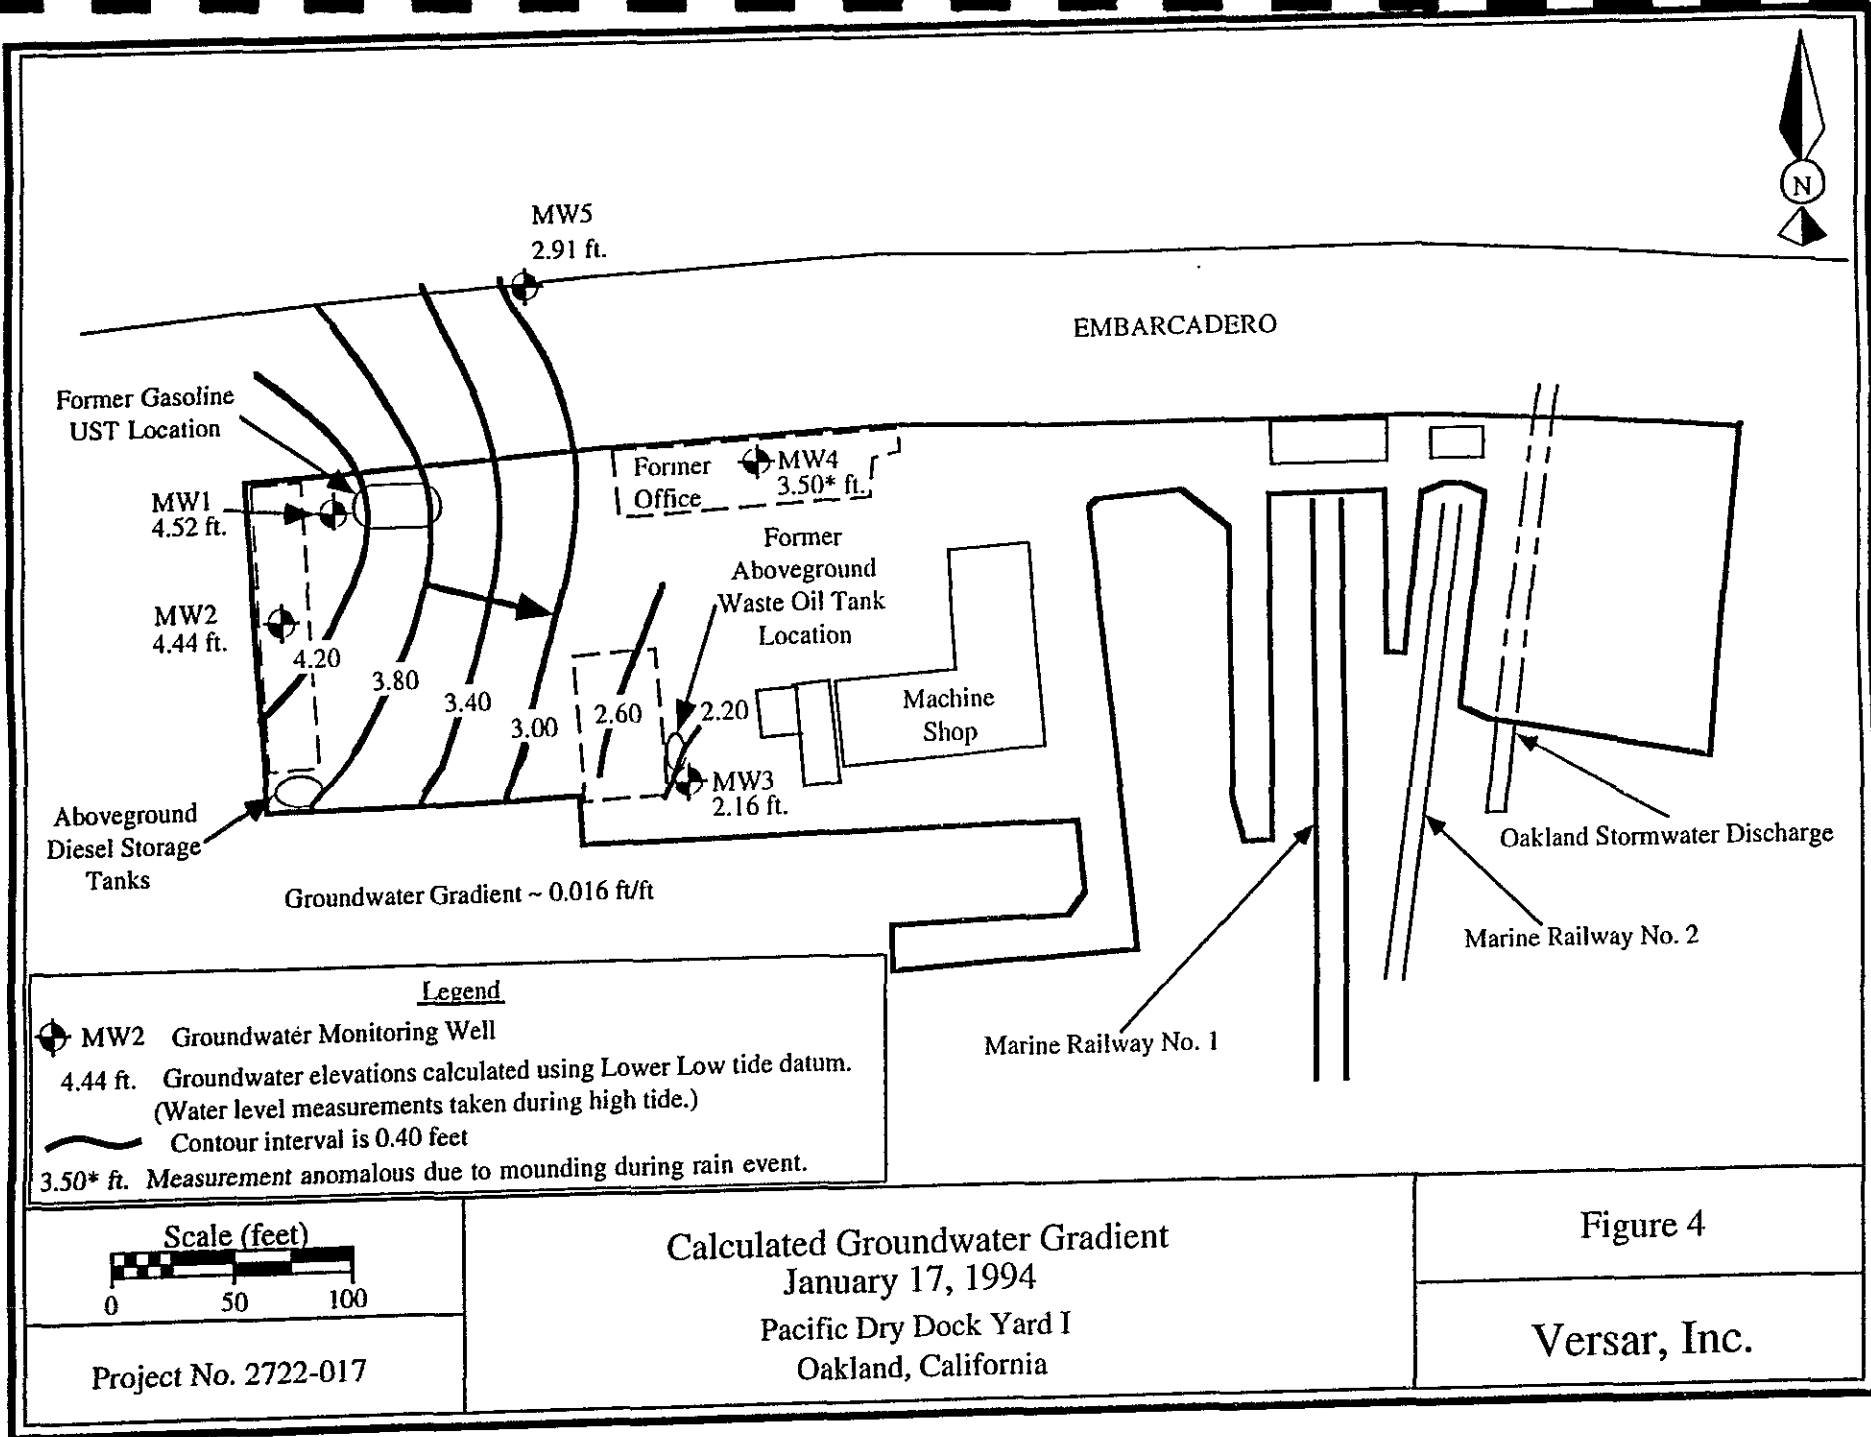 N
MW5
2.91 ft.
EMBARCADERO
Former Gasoline
UST Location
MW1
4.52 ft.
Former
Office
MW4
3.50* ft.
Former
Aboveground
Waste Oil Tank
Location
MW2
4.44 ft.
4.20
3.80
3.40
3.00
2.60
2.20
Machine
Shop
MW3
2.16 ft.
Aboveground
Diesel Storage
Tanks
Oakland Stormwater Discharge
Groundwater Gradient ~ 0.016 ft/ft
Marine Railway No. 2
Marine Railway No. 1
Legend
MW2 Groundwater Monitoring Well
4.44 ft. Groundwater elevations calculated using Lower Low tide datum.
(Water level measurements taken during high tide.)
Contour interval is 0.40 feet
3.50* ft. Measurement anomalous due to mounding during rain event.
Scale (feet)
0 50 100
Project No. 2722-017
Calculated Groundwater Gradient
January 17, 1994
Pacific Dry Dock Yard I
Oakland, California
Figure 4
Versar, Inc.